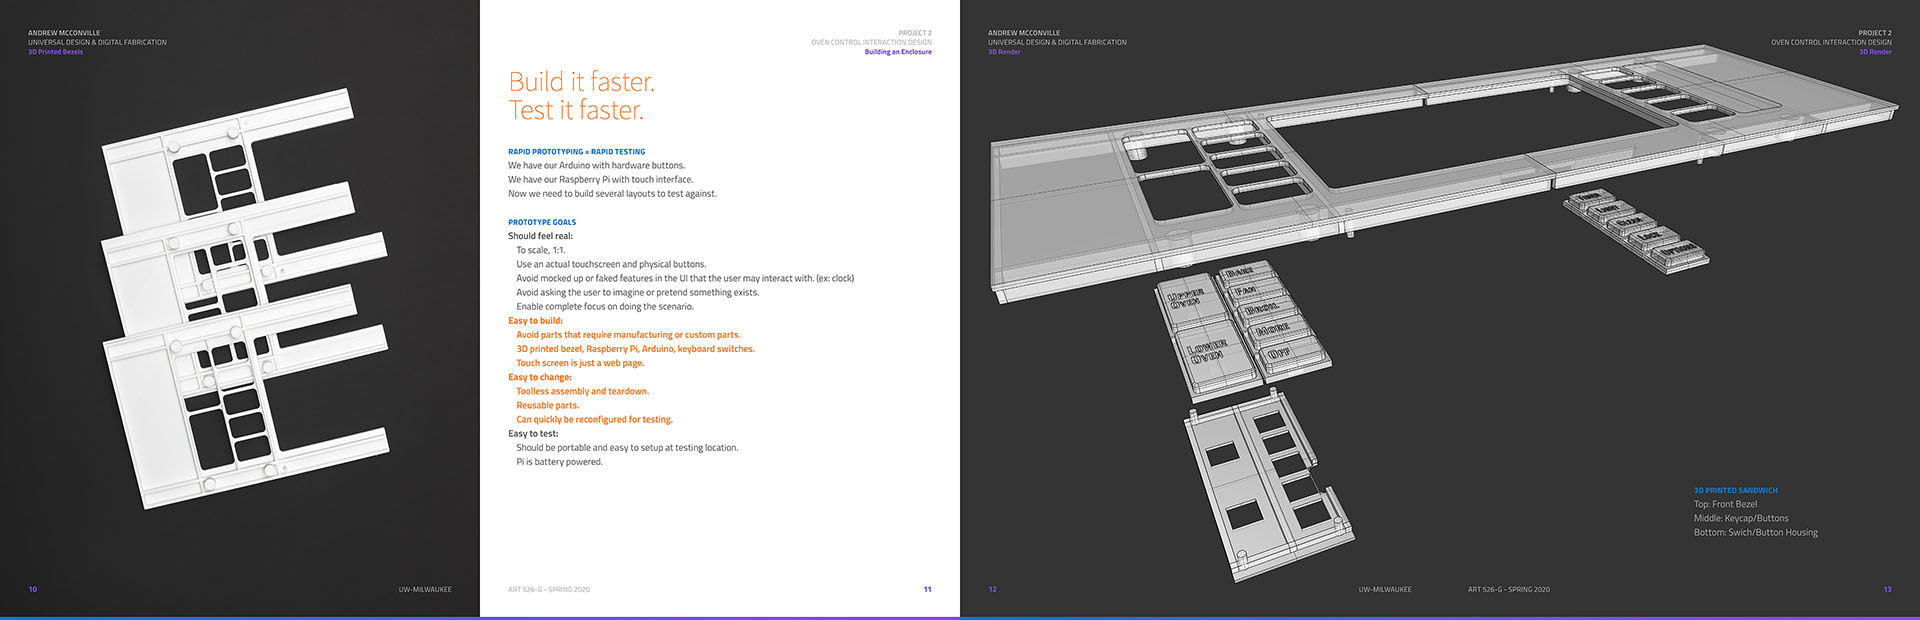 ANDREW MCCONVILLE
UNIVERSAL DESIGN & DIGITAL FABRICATION
3D Printed Bezels
10
UW-MILWAUKEE
PROJECT 2
OVEN CONTROL INTERACTION DESIGN
Building an Enclosure
Build it faster.
Test it faster.
RAPID PROTOTYPING = RAPID TESTING
We have our Arduino with hardware buttons.
We have our Raspberry Pi with touch interface.
Now we need to build several layouts to test against.
PROTOTYPE GOALS
Should feel real:
To scale, 1:1.
Use an actual touchscreen and physical buttons.
Avoid mocked up or faked features in the UI that the user may interact with. (ex: clock)
Avoid asking the user to imagine or pretend something exists.
Enable complete focus on doing the scenario.
Easy to build:
Avoid parts that require manufacturing or custom parts.
3D printed bezel, Raspberry Pi, Arduino, keyboard switches.
Touch screen is just a web page.
Easy to change:
Toolless assembly and teardown.
Reusable parts.
Can quickly be reconfigured for testing.
Easy to test:
Should be portable and easy to setup at testing location.
Pi is battery powered.
ART 526-G - SPRING 2020
11
ANDREW MCCONVILLE
UNIVERSAL DESIGN & DIGITAL FABRICATION
3D Render
PROJECT 2
OVEN CONTROL INTERACTION DESIGN
3D Render
UPPER
OVEN
LOWER
OVEN
BAKE
FAN
BROIL
MORE
OFF
LOCK
3D PRINTED SANDWICH
Top: Front Bezel
Middle: Keycap/Buttons
Bottom: Swich/Button Housing
12
UW-MILWAUKEE
ART 526-G - SPRING 2020
13